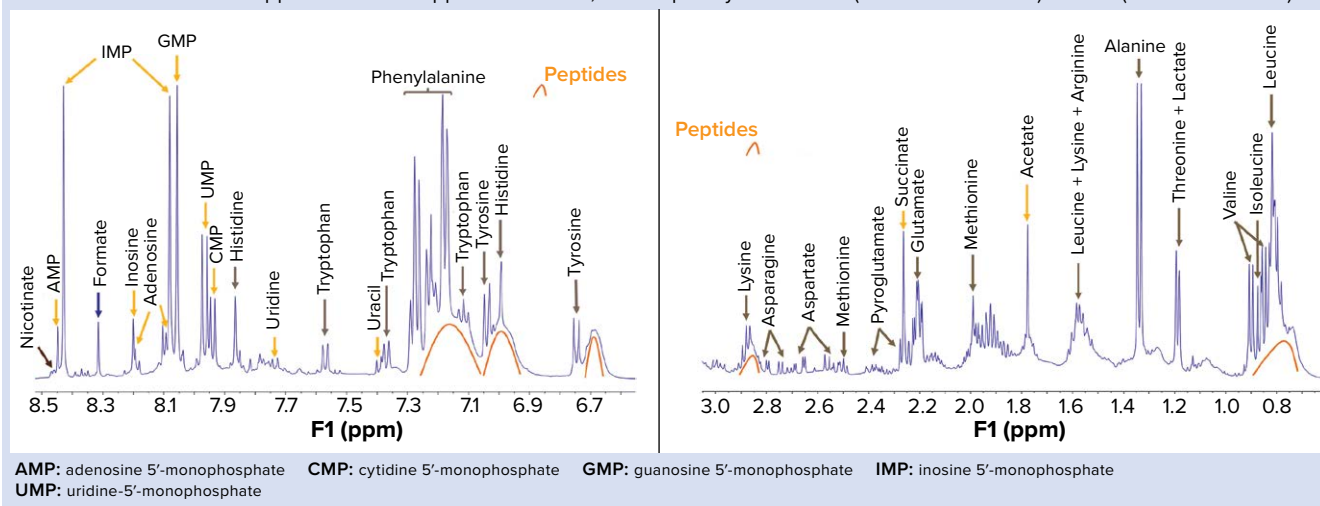 IMP
GMP
Phenylalanine
Peptides
Nicotinate
AMP
Formate
Inosine
Adenosine
UMP
CMP
Histidine
Uridine
Tryptophan
Uracil
Tryptophan
Tryptophan
Tyrosine
Histidine
Tyrosine
8.5 8.3 8.1 7.9 7.7 7.5 7.3 7.1 6.9 6.7
F1 (ppm)
Peptides
Lysine
Asparagine
Aspartate
Methionine
Pyroglutamate
Succinate
Glutamate
Methionine
Acetate
Leucine + Lysine + Arginine
Alanine
Threonine + Lactate
Valine
Isoleucine
Leucine
3.0 2.8 2.6 2.4 2.2 2.0 1.8 1.6 1.4 1.2 1.0 0.8
F1 (ppm)
AMP: adenosine 5′-monophosphate CMP: cytidine 5′-monophosphate GMP: guanosine 5′-monophosphate IMP: inosine 5′-monophosphate
UMP: uridine-5′-monophosphate